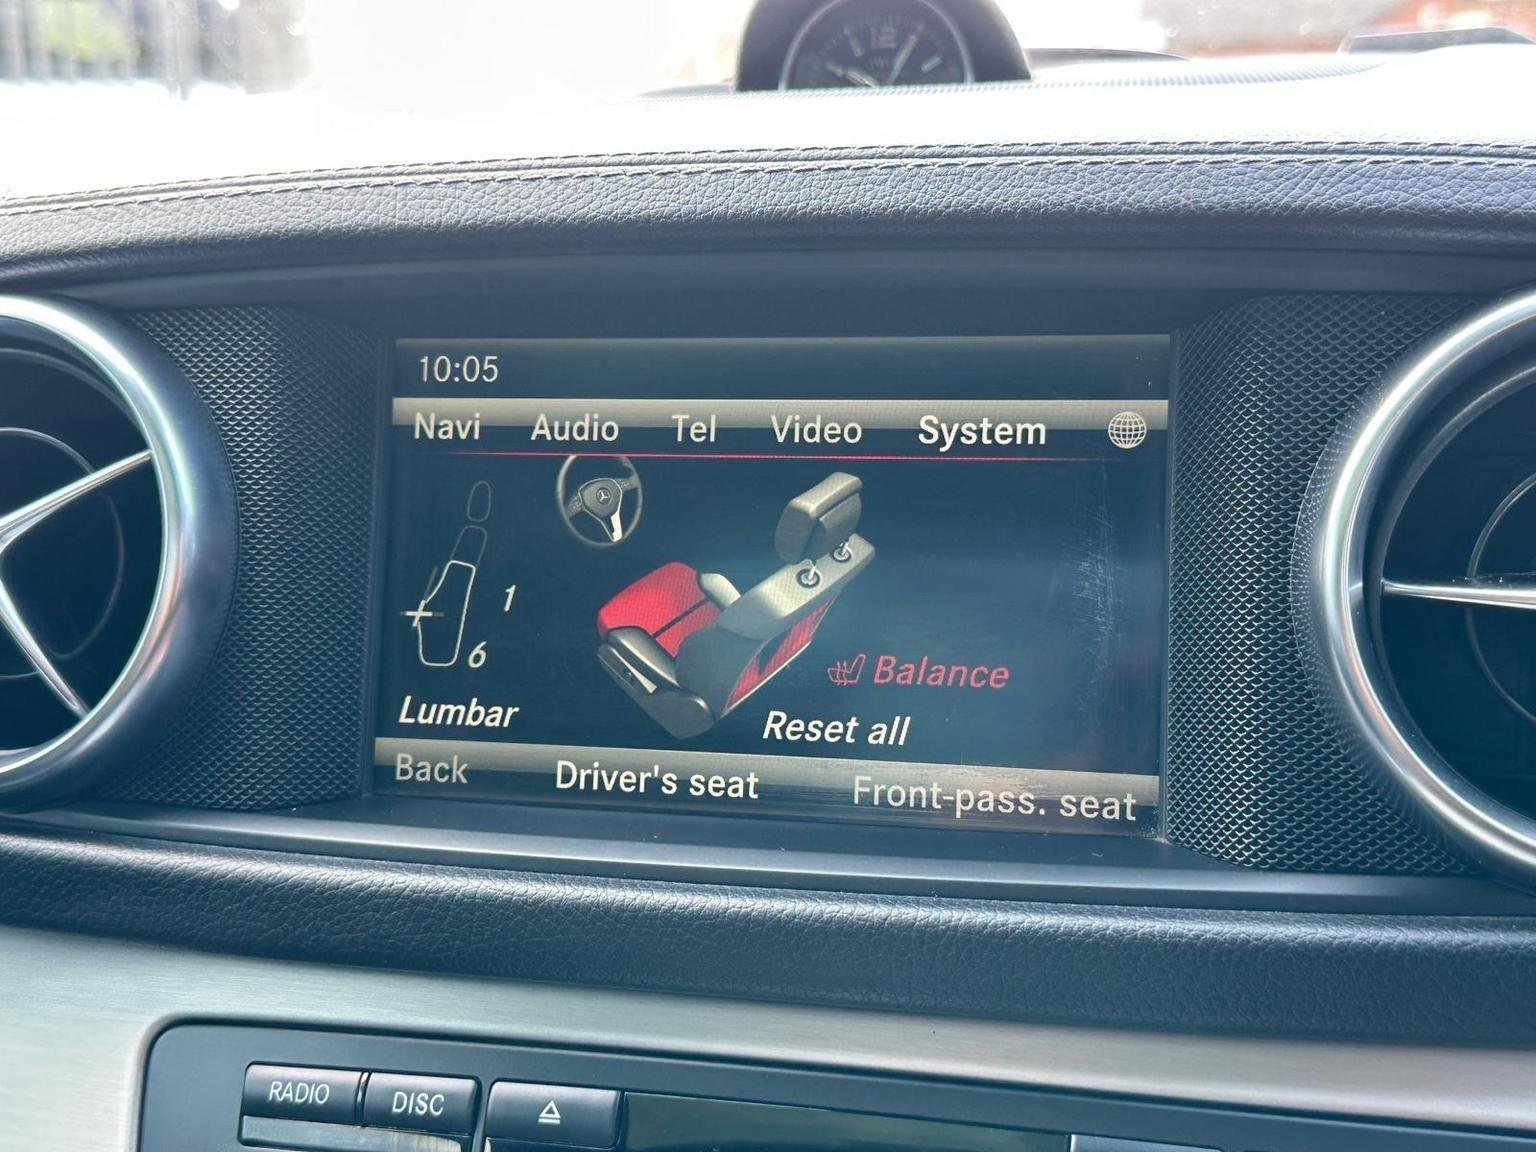 10:05
Navi Audio Tel Video System
1
6
Balance
Lumbar
Reset all
Back Driver's seat Front-pass. seat
RADIO DISC